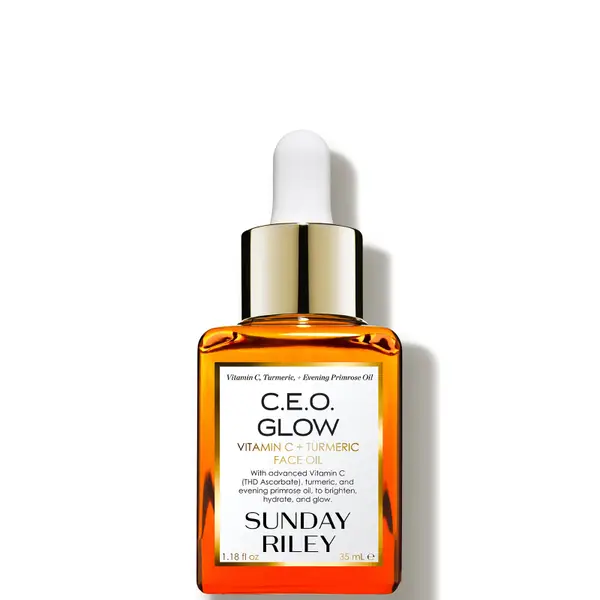 Vitamin C, Turmeric, + Evening Primrose Oil
C.E.O.
GLOW
VITAMIN C + TURMERIC
FACE OIL
With advanced Vitamin C
(THD Ascorbate), turmeric, and
evening primrose oil, to brighten,
hydrate, and glow.
SUNDAY
RILEY
1.18 fl oz 35 mL ℮